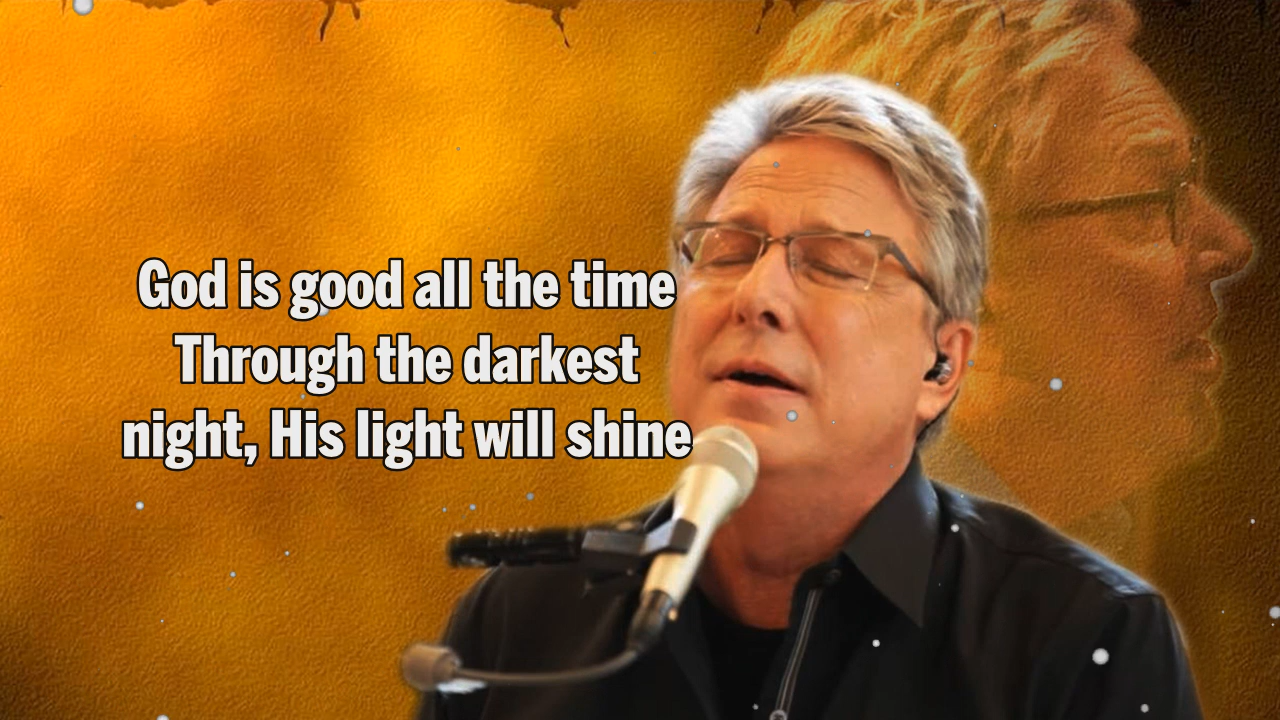 God is good all the time
Through the darkest
night, His light will shine